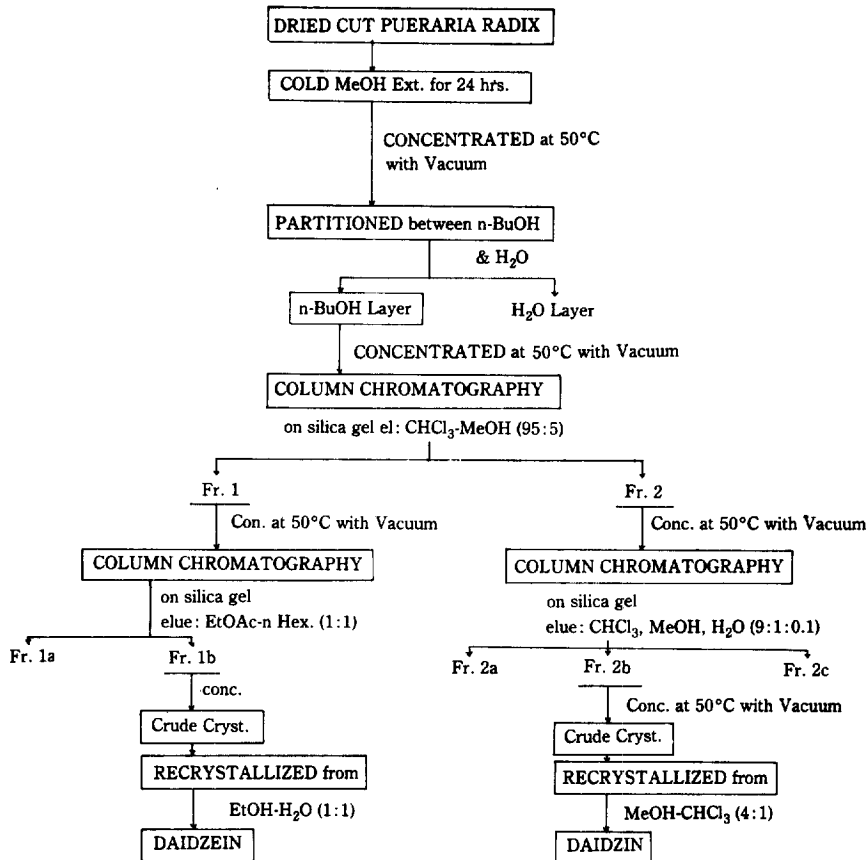 DRIED CUT PUERARIA RADIX
COLD MeOH Ext. for 24 hrs.
CONCENTRATED at 50°C
with Vacuum
PARTITIONED between n-BuOH
& H₂O
n-BuOH Layer
H₂O Layer
CONCENTRATED at 50°C with Vacuum
COLUMN CHROMATOGRAPHY
on silica gel el: CHCl₃-MeOH (95:5)
Fr. 1
Fr. 2
Con. at 50°C with Vacuum
Conc. at 50°C with Vacuum
COLUMN CHROMATOGRAPHY
COLUMN CHROMATOGRAPHY
on silica gel
elue: EtOAc-n Hex. (1:1)
on silica gel
elue: CHCl₃, MeOH, H₂O (9:1:0.1)
Fr. 1a
Fr. 1b
Fr. 2a
Fr. 2b
Fr. 2c
conc.
Conc. at 50°C with Vacuum
Crude Cryst.
Crude Cryst.
RECRYSTALLIZED from
RECRYSTALLIZED from
EtOH-H₂O (1:1)
MeOH-CHCl₃ (4:1)
DAIDZEIN
DAIDZIN